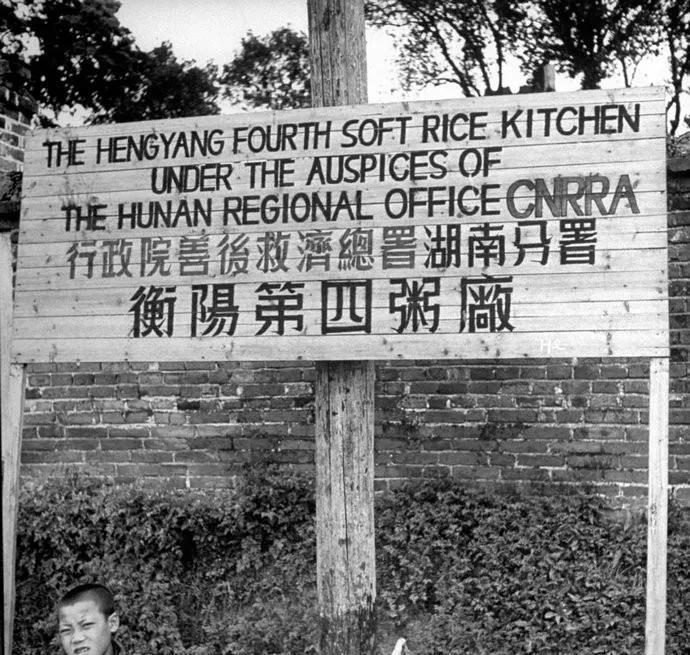 THE HENGYANG FOURTH SOFT RICE KITCHEN
UNDER THE AUSPICES OF
THE HUNAN REGIONAL OFFICE CNRRA
行政院善後救濟總署湖南分署
衡陽第四粥廠
H2